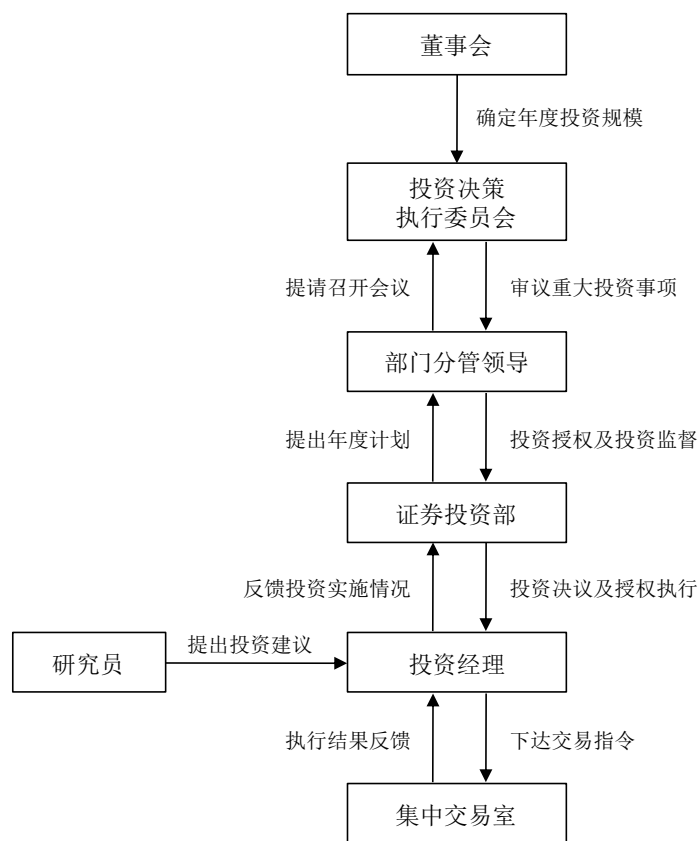 董事会
确定年度投资规模
投资决策
执行委员会
提请召开会议
审议重大投资事项
部门分管领导
提出年度计划
投资授权及投资监督
证券投资部
反馈投资实施情况
投资决议及授权执行
研究员
提出投资建议
投资经理
执行结果反馈
下达交易指令
集中交易室